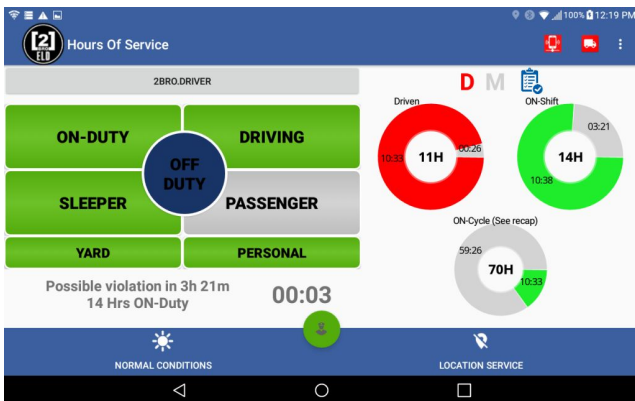 100% 12:19 PM
[2]
ELD
Hours Of Service
2BRO.DRIVER
D M
ON-DUTY
DRIVING
OFF
DUTY
SLEEPER
PASSENGER
YARD
PERSONAL
Possible violation in 3h 21m
14 Hrs ON-Duty
00:03
Driven
10:33
11H
00:26
ON-Shift
03:21
14H
10:38
ON-Cycle (See recap)
59:26
70H
10:33
NORMAL CONDITIONS
LOCATION SERVICE